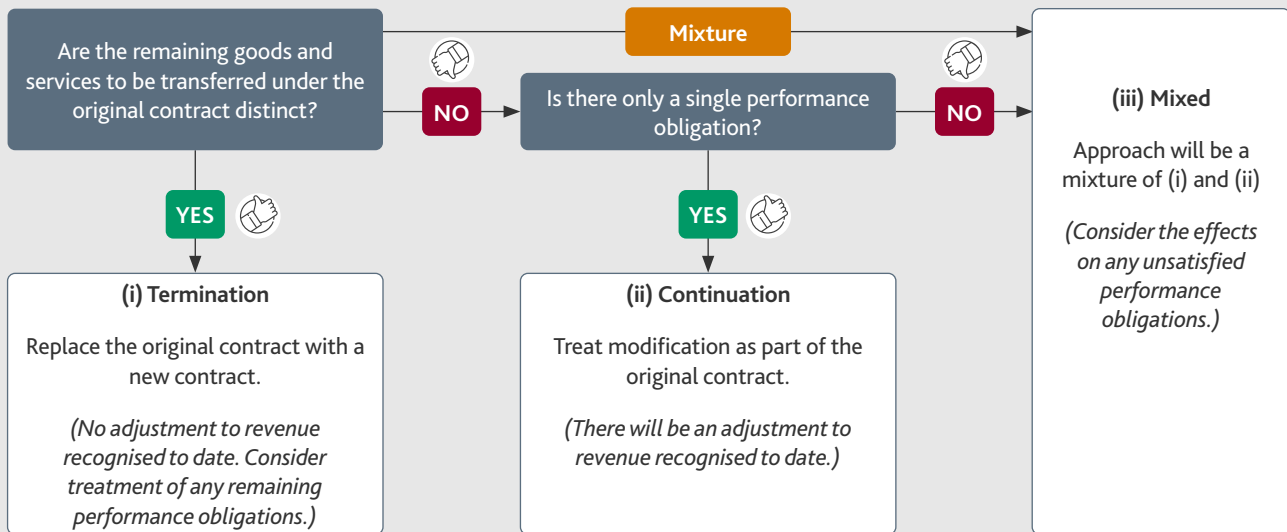 Are the remaining goods and
services to be transferred under the
original contract distinct?
Mixture
NO
Is there only a single performance
obligation?
NO
YES
YES
(i) Termination
Replace the original contract with a
new contract.
(No adjustment to revenue
recognised to date. Consider
treatment of any remaining
performance obligations.)
(ii) Continuation
Treat modification as part of the
original contract.
(There will be an adjustment to
revenue recognised to date.)
(iii) Mixed
Approach will be a
mixture of (i) and (ii)
(Consider the effects
on any unsatisfied
performance
obligations.)